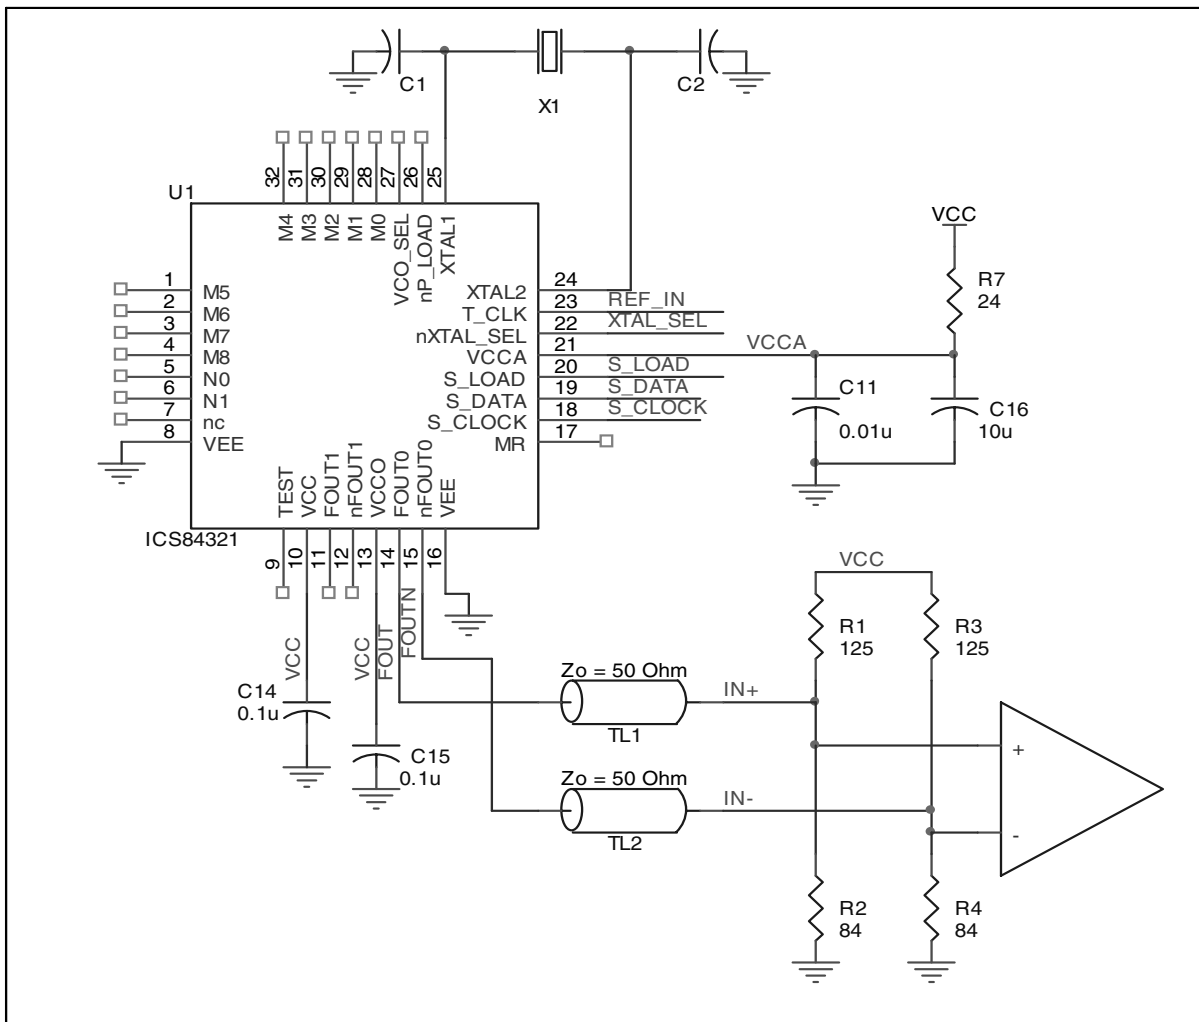 C1
X1
C2
32
31
30
29
28
27
26
25
U1
M4
M3
M2
M1
M0
VCO_SEL
nP_LOAD
XTAL1
VCC
R7
24
1
M5
2
M6
3
M7
4
M8
5
N0
6
N1
7
nc
8
VEE
XTAL2
24
T_CLK
23
REF_IN
nXTAL_SEL
22
XTAL_SEL
VCCA
21
VCCA
S_LOAD
20
S_LOAD
S_DATA
19
S_DATA
S_CLOCK
18
S_CLOCK
MR
17
C11
0.01u
C16
10u
TEST
VCC
FOUT1
nFOUT1
VCCO
FOUT0
nFOUT0
VEE
ICS84321
9
10
11
12
13
14
15
16
VCC
VCC
FOUT
FOUTN
C14
0.1u
C15
0.1u
VCC
R1
125
R3
125
Zo = 50 Ohm
IN+
TL1
Zo = 50 Ohm
IN-
TL2
+
-
R2
84
R4
84